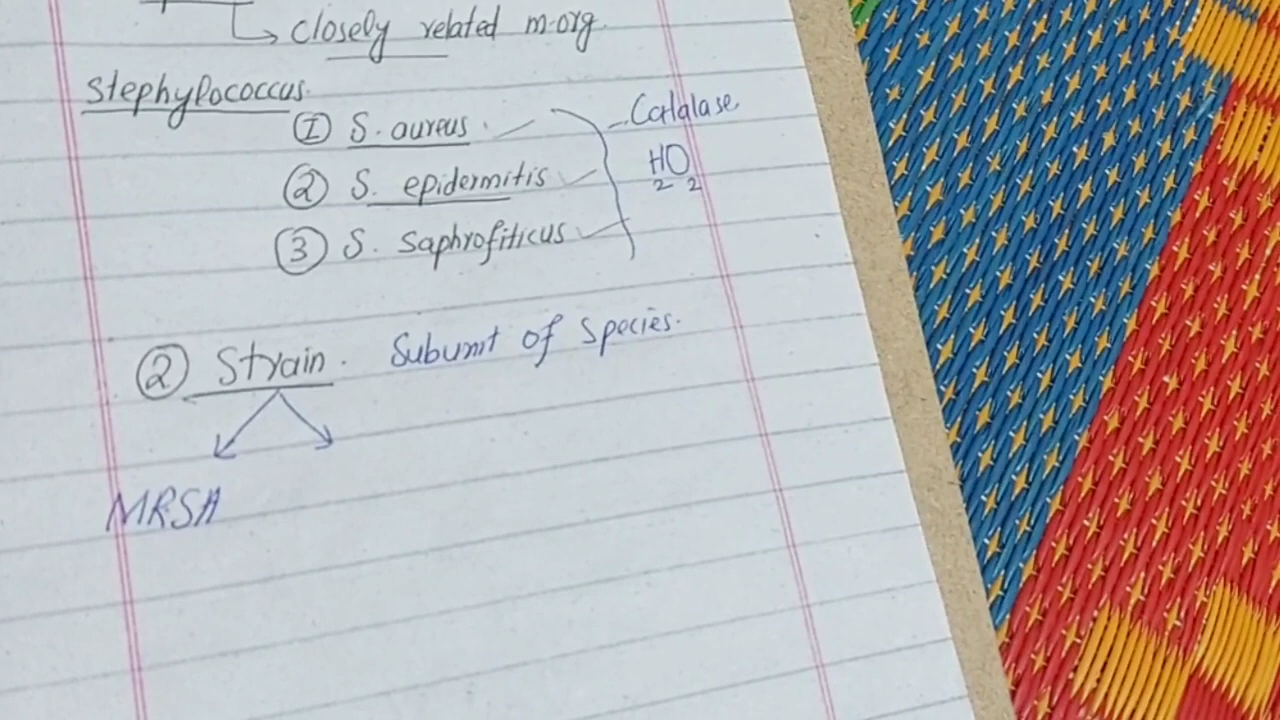 ↳ closely related m.org
Stephylococcus.
① S. aureus.
② S. epidermitis
③ S. Saphrofiticus
Catalase
H2O2
② Strain. Subunit of Species.
MRSA